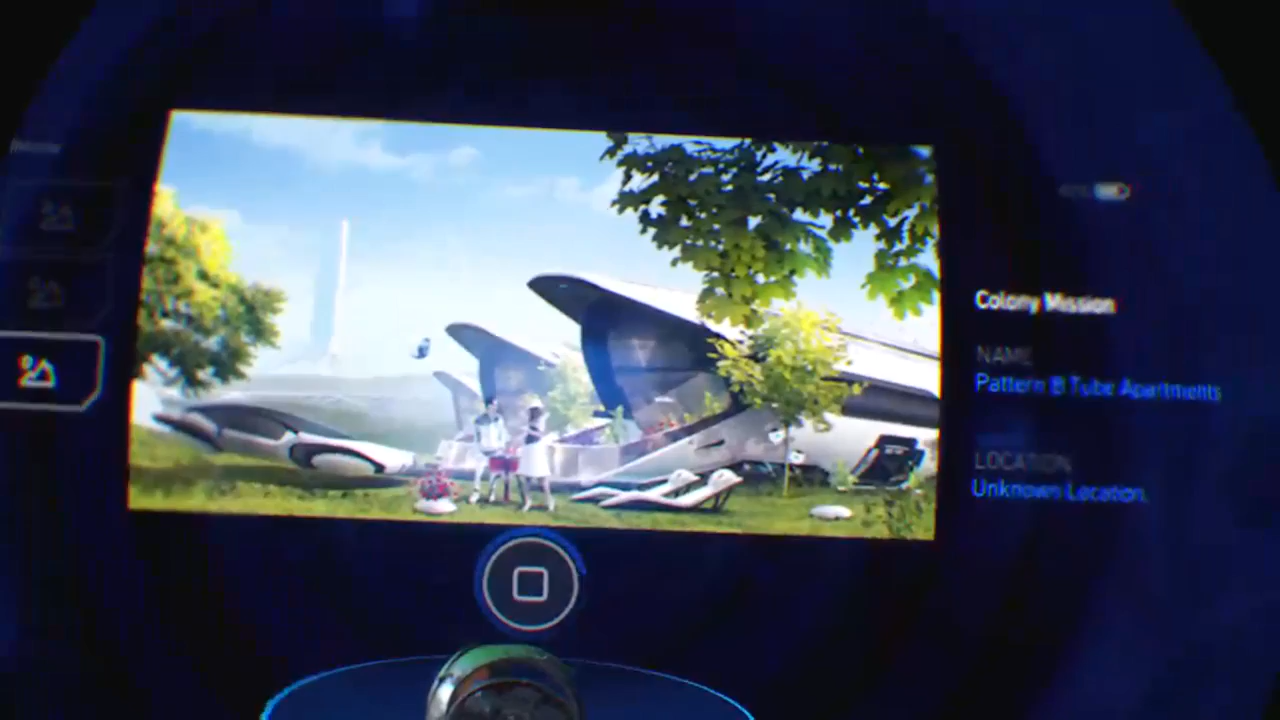 Colony Mission
NAME
Pattern B Tube Apartments
LOCATION
Unknown Location.